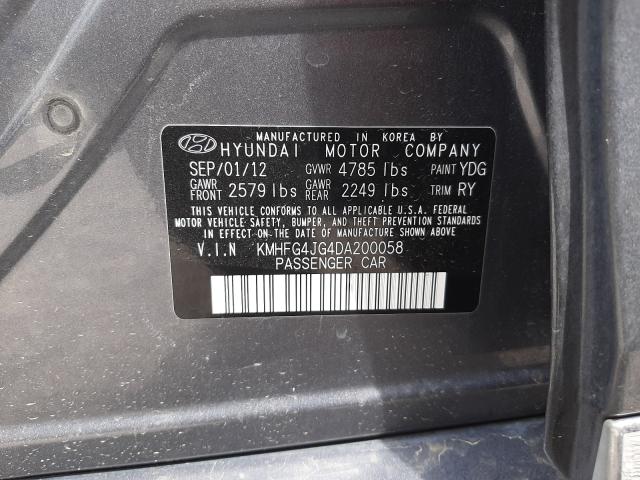 MANUFACTURED IN KOREA BY
HYUNDAI MOTOR COMPANY
SEP/01/12 GVWR 4785 lbs PAINT YDG
GAWR FRONT 2579 lbs GAWR REAR 2249 lbs TRIM RY
THIS VEHICLE CONFORMS TO ALL APPLICABLE U.S.A. FEDERAL
MOTOR VEHICLE SAFETY, BUMPER, AND THEFT PREVENTION STANDARDS
IN EFFECT ON THE DATE OF MANUFACTURE SHOWN ABOVE.
V.I.N KMHFG4JG4DA200058
PASSENGER CAR